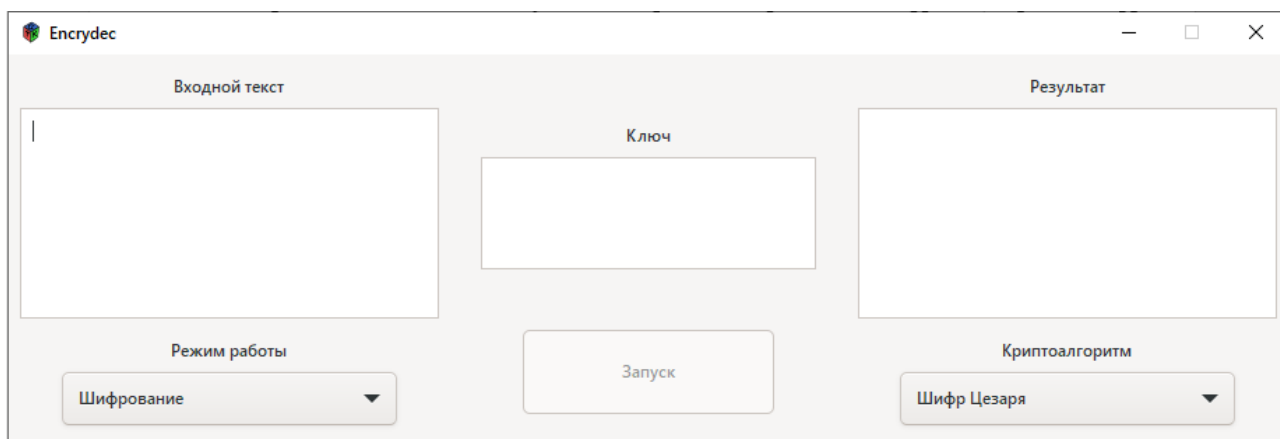 Encrydec
Входной текст
Ключ
Результат
Режим работы
Шифрование
Запуск
Криптоалгоритм
Шифр Цезаря